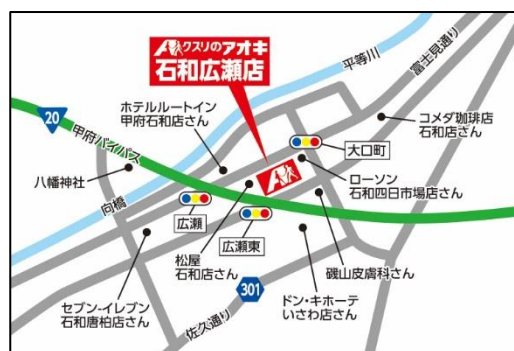 クスリのアオキ
石和広瀬店
平等川
富士見通り
20
甲府バイパス
ホテルルートイン
甲府石和店さん
コメダ珈琲店
石和店さん
大口町
八幡神社
ローソン
石和四日市場店さん
向橋
広瀬
松屋
石和店さん
広瀬東
磯山皮膚科さん
セブン-イレブン
石和唐柏店さん
301
ドン・キホーテ
いさわ店さん
佐久通り